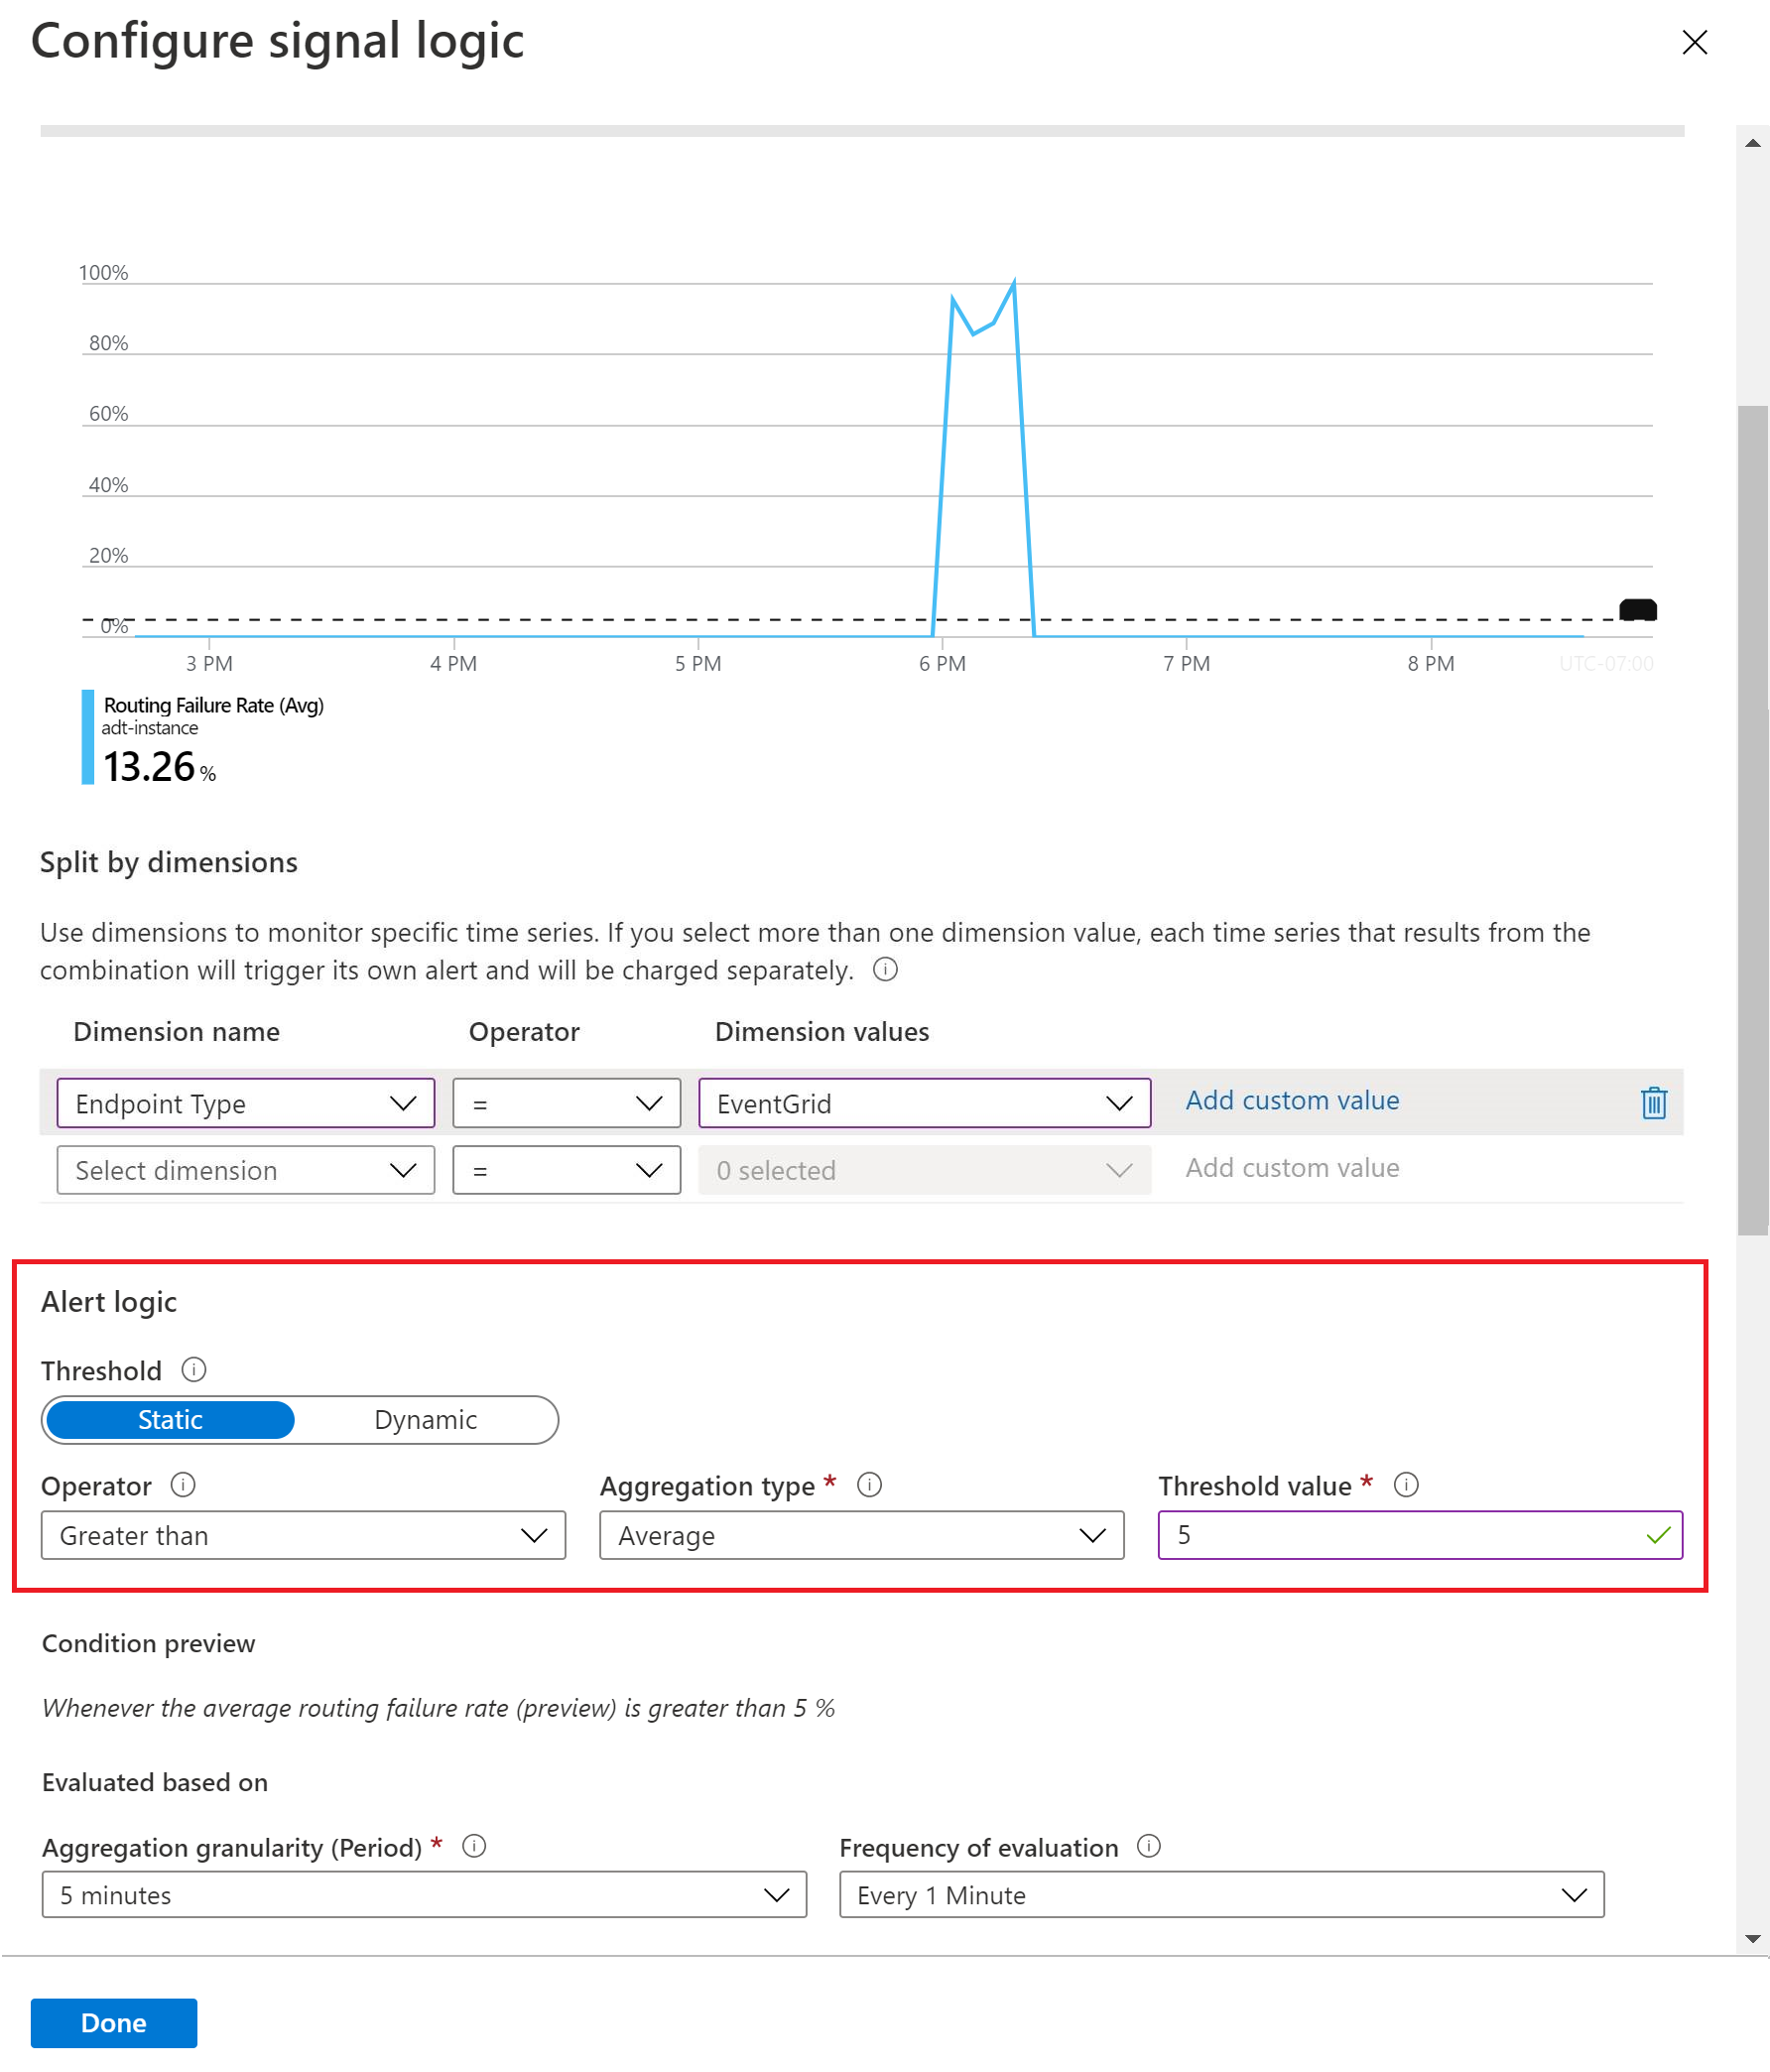 Configure signal logic
100%
80%
60%
40%
20%
0%
3 PM 4 PM 5 PM 6 PM 7 PM 8 PM UTC-07:00
Routing Failure Rate (Avg)
adt-instance
13.26 %
Split by dimensions
Use dimensions to monitor specific time series. If you select more than one dimension value, each time series that results from the
combination will trigger its own alert and will be charged separately.
Dimension name Operator Dimension values
Endpoint Type = EventGrid Add custom value
Select dimension = 0 selected Add custom value
Alert logic
Threshold
Static Dynamic
Operator Aggregation type * Threshold value *
Greater than Average 5
Condition preview
Whenever the average routing failure rate (preview) is greater than 5 %
Evaluated based on
Aggregation granularity (Period) * Frequency of evaluation
5 minutes Every 1 Minute
Done